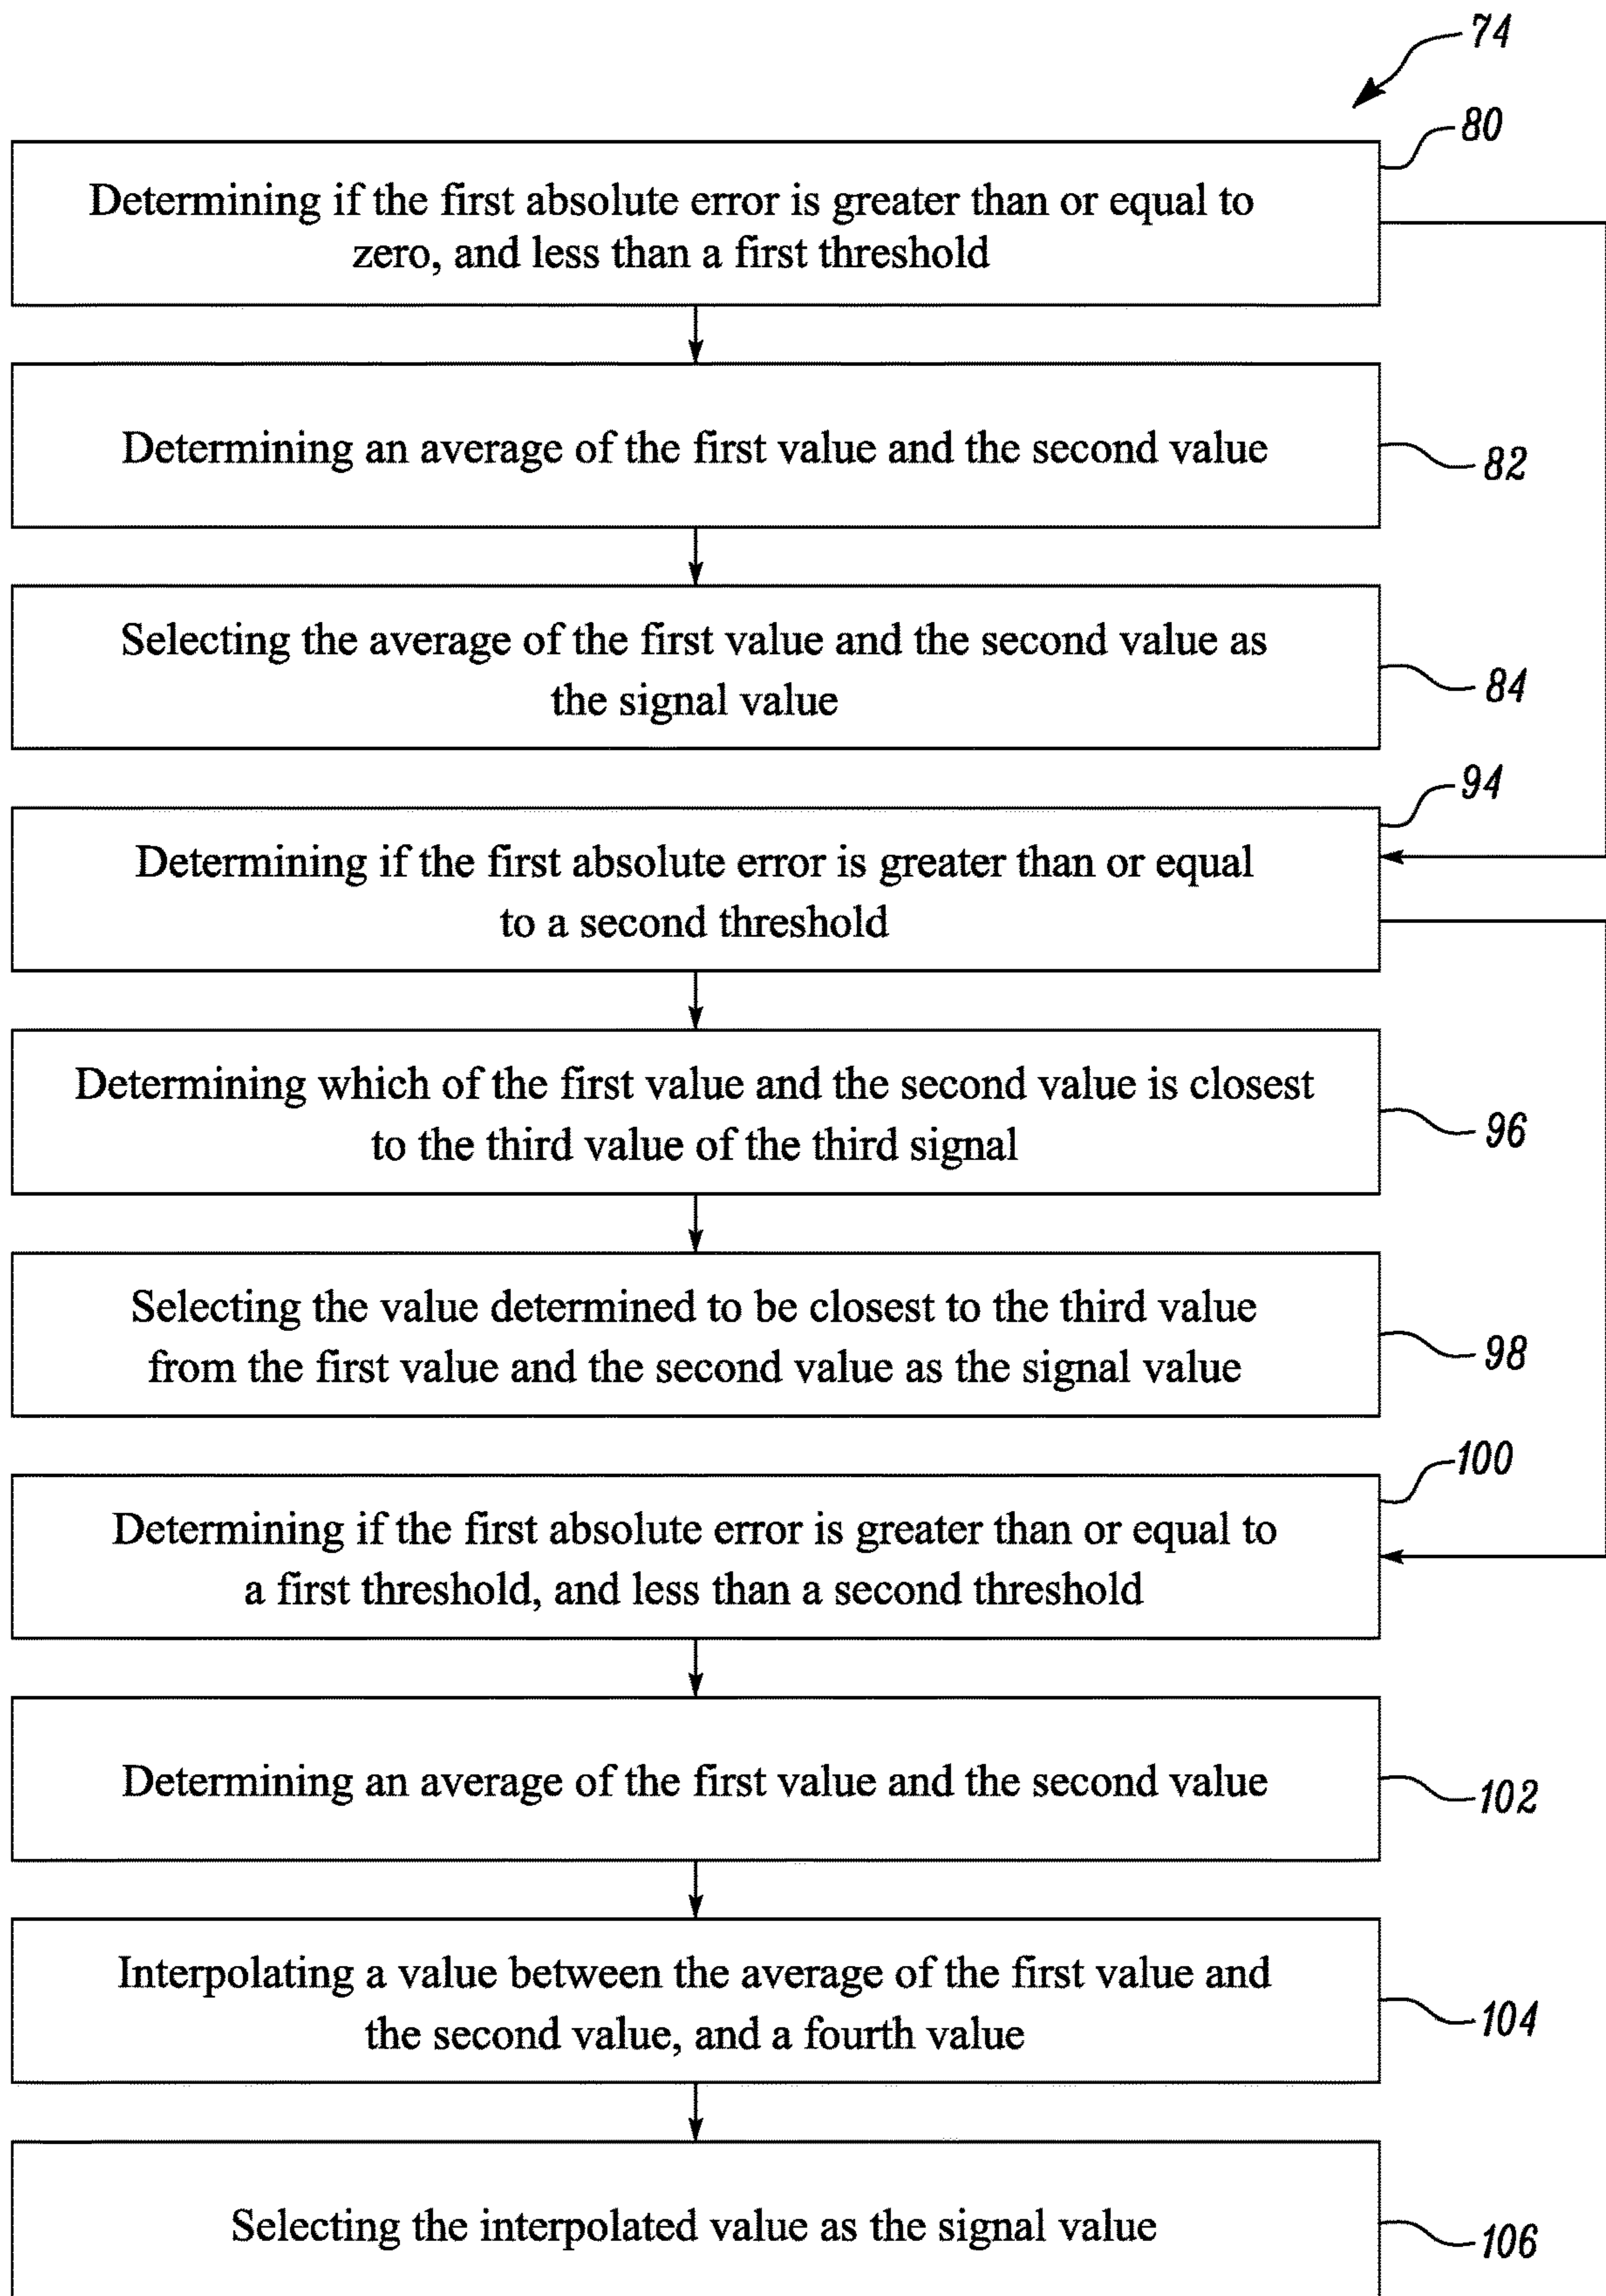 74
80
Determining if the first absolute error is greater than or equal to
zero, and less than a first threshold
Determining an average of the first value and the second value
82
Selecting the average of the first value and the second value as
the signal value
84
94
Determining if the first absolute error is greater than or equal
to a second threshold
Determining which of the first value and the second value is closest
to the third value of the third signal
96
Selecting the value determined to be closest to the third value
from the first value and the second value as the signal value
98
100
Determining if the first absolute error is greater than or equal to
a first threshold, and less than a second threshold
Determining an average of the first value and the second value
102
Interpolating a value between the average of the first value and
the second value, and a fourth value
104
Selecting the interpolated value as the signal value
106